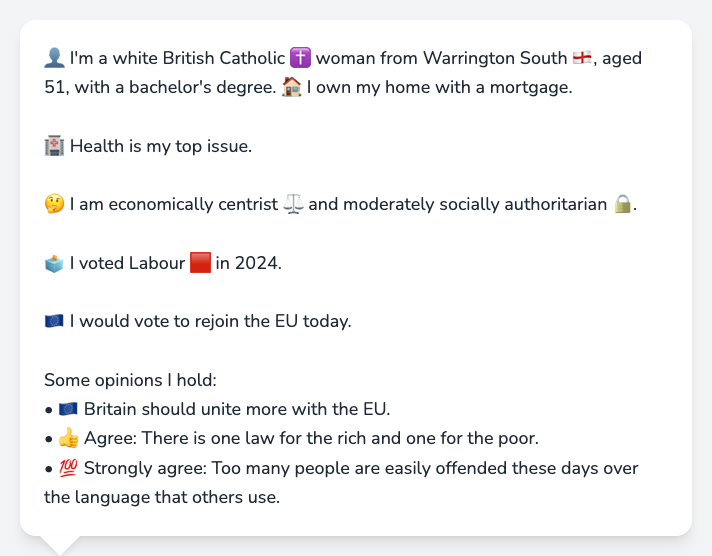 👤 I'm a white British Catholic ✝️ woman from Warrington South 🏴󠁧󠁢󠁥󠁮󠁧󠁿, aged
51, with a bachelor's degree. 🏠 I own my home with a mortgage.
🏥 Health is my top issue.
🤔 I am economically centrist ⚖️ and moderately socially authoritarian 🔒.
🗳️ I voted Labour 🟥 in 2024.
🇪🇺 I would vote to rejoin the EU today.
Some opinions I hold:
• 🇪🇺 Britain should unite more with the EU.
• 👍 Agree: There is one law for the rich and one for the poor.
• 💯 Strongly agree: Too many people are easily offended these days over
the language that others use.